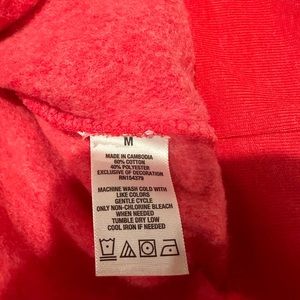 M
MADE IN CAMBODIA
60% COTTON
40% POLYESTER
EXCLUSIVE OF DECORATION
RN154379
MACHINE WASH COLD WITH
LIKE COLORS
GENTLE CYCLE
ONLY NON-CHLORINE BLEACH
WHEN NEEDED
TUMBLE DRY LOW
COOL IRON IF NEEDED